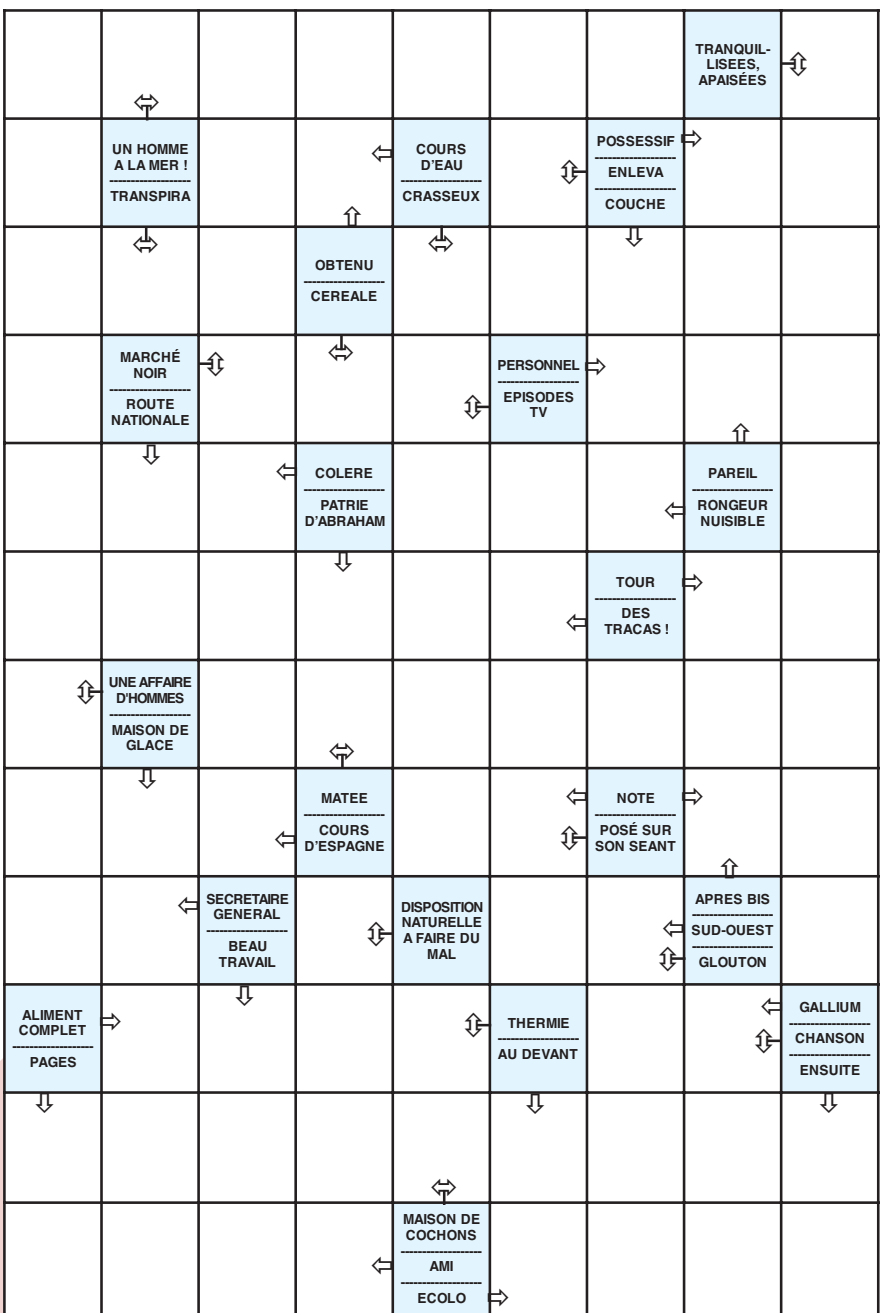 TRANQUIL-
LISEES,
APAISÉES
UN HOMME
A LA MER !
TRANSPIRA
COURS
D'EAU
CRASSEUX
POSSESSIF
ENLEVA
COUCHE
OBTENU
CEREALE
MARCHÉ
NOIR
ROUTE
NATIONALE
PERSONNEL
EPISODES
TV
COLERE
PATRIE
D'ABRAHAM
PAREIL
RONGEUR
NUISIBLE
TOUR
DES
TRACAS !
UNE AFFAIRE
D'HOMMES
MAISON DE
GLACE
MATEE
COURS
D'ESPAGNE
NOTE
POSÉ SUR
SON SEANT
SECRETAIRE
GENERAL
BEAU
TRAVAIL
DISPOSITION
NATURELLE
A FAIRE DU
MAL
APRES BIS
SUD-OUEST
GLOUTON
ALIMENT
COMPLET
PAGES
THERMIE
AU DEVANT
GALLIUM
CHANSON
ENSUITE
MAISON DE
COCHONS
AMI
ECOLO